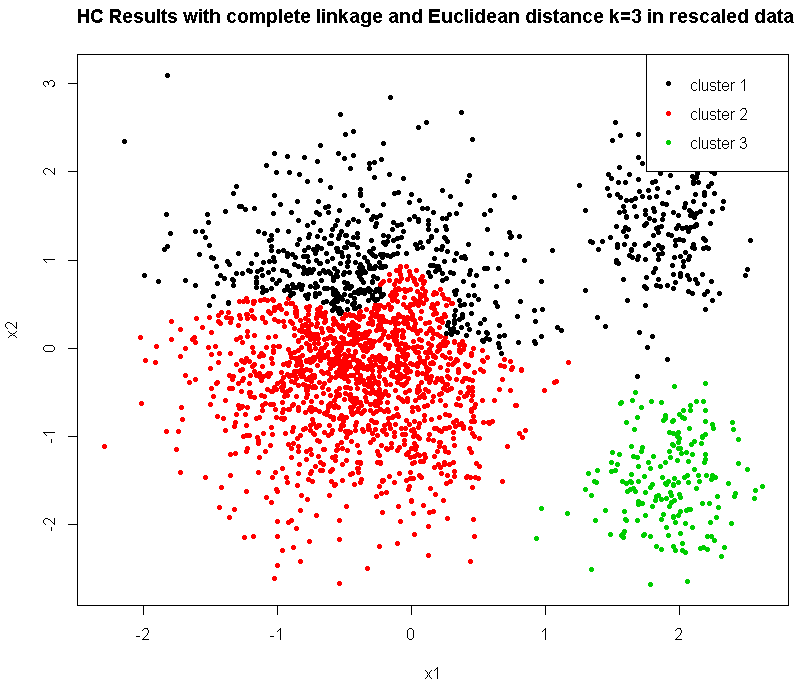 HC Results with complete linkage and Euclidean distance k=3 in rescaled data
cluster 1
cluster 2
cluster 3
3
2
1
0
-1
-2
x2
-2 -1 0 1 2
x1